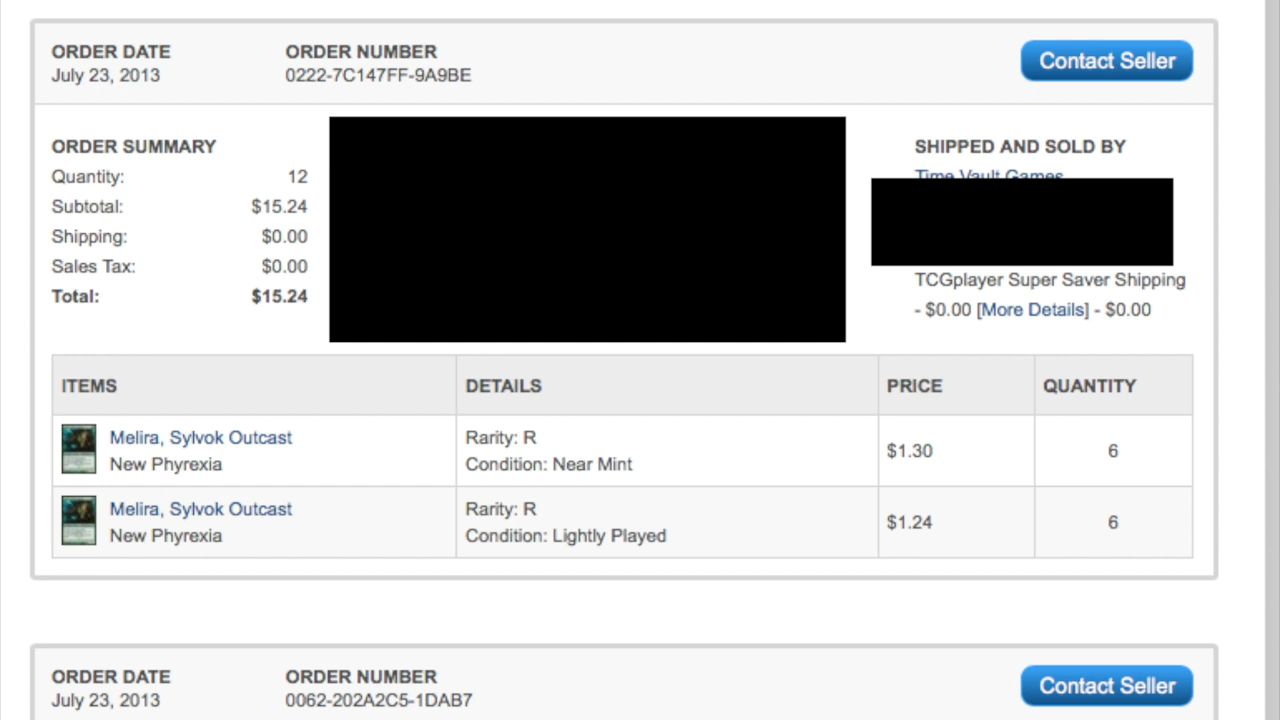 ORDER DATE ORDER NUMBER Contact Seller
July 23, 2013 0222-7C147FF-9A9BE
ORDER SUMMARY SHIPPED AND SOLD BY
Quantity: 12 Time Vault Games
Subtotal: $15.24
Shipping: $0.00
Sales Tax: $0.00
Total: $15.24
TCGplayer Super Saver Shipping
- $0.00 [More Details] - $0.00
ITEMS DETAILS PRICE QUANTITY
Melira, Sylvok Outcast Rarity: R
New Phyrexia Condition: Near Mint $1.30 6
Melira, Sylvok Outcast Rarity: R
New Phyrexia Condition: Lightly Played $1.24 6
ORDER DATE ORDER NUMBER Contact Seller
July 23, 2013 0062-202A2C5-1DAB7